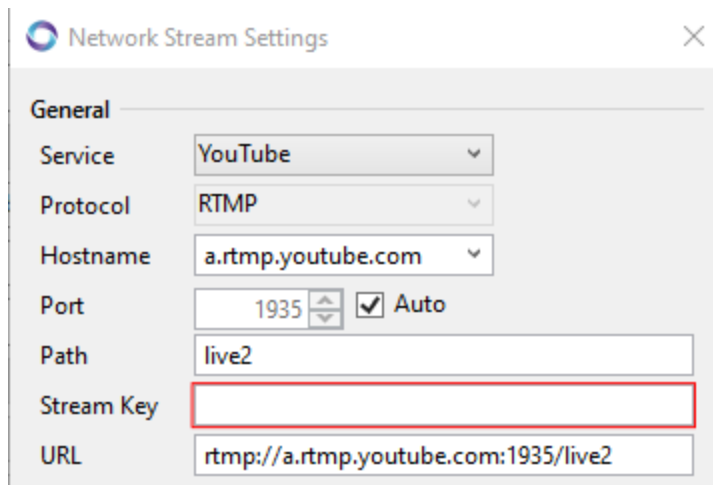 Network Stream Settings
General
Service YouTube
Protocol RTMP
Hostname a.rtmp.youtube.com
Port 1935 Auto
Path live2
Stream Key
URL rtmp://a.rtmp.youtube.com:1935/live2